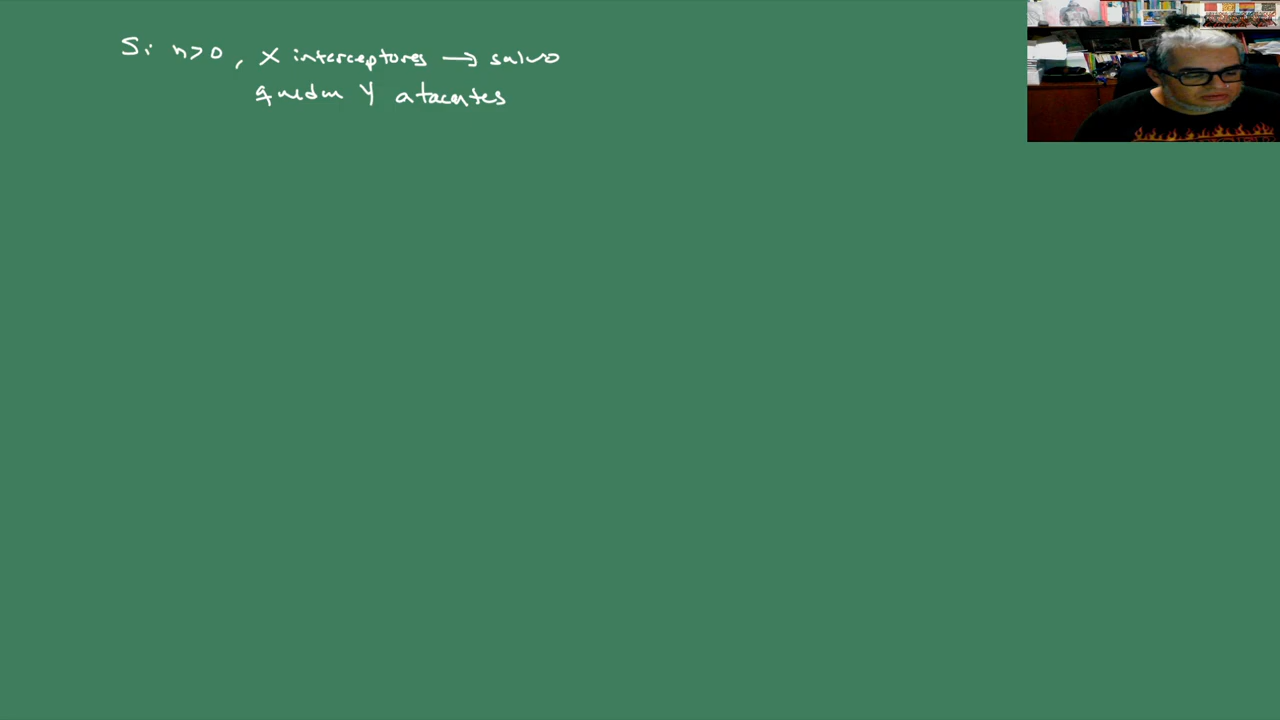 Si n>0, X interceptores → salvo
quedan Y atacantes